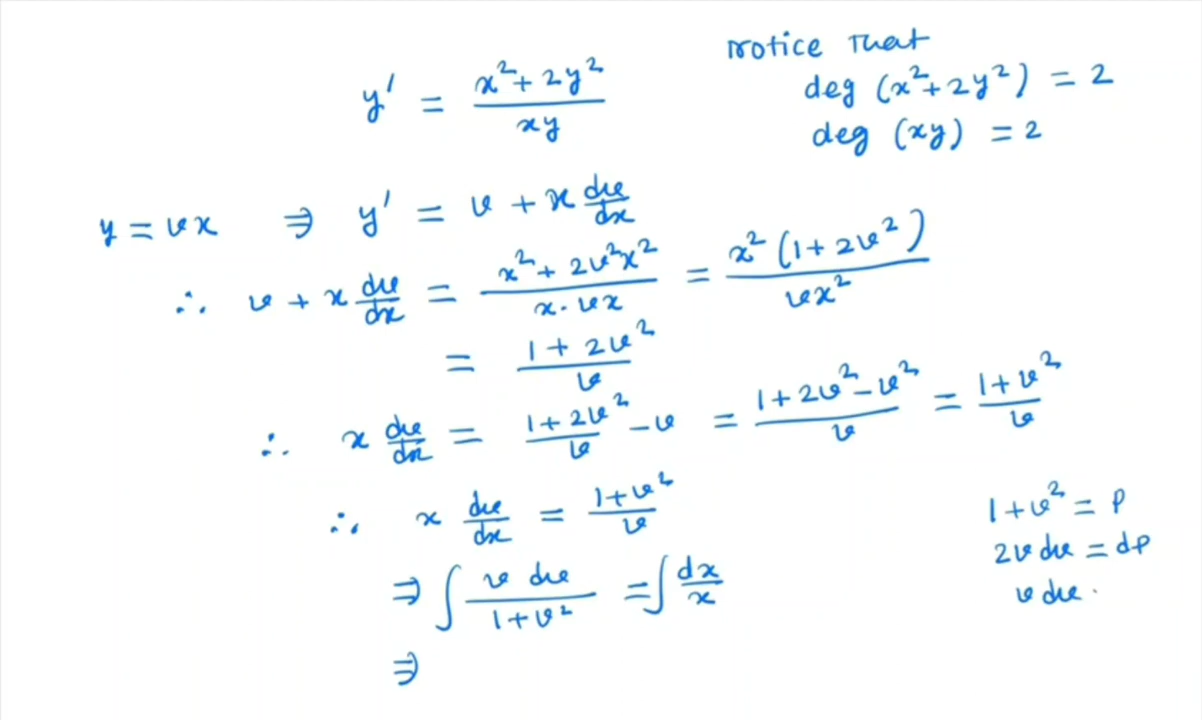 y' = (x² + 2y²)/(xy)
Notice that
deg (x² + 2y²) = 2
deg (xy) = 2
y = vx ⇒ y' = v + x dv/dx
∴ v + x dv/dx = (x² + 2v²x²)/(x · vx) = x²(1 + 2v²)/(vx²)
= (1 + 2v²)/v
∴ x dv/dx = (1 + 2v²)/v − v = (1 + 2v² − v²)/v = (1 + v²)/v
∴ x dv/dx = (1 + v²)/v
⇒ ∫ v dv/(1 + v²) = ∫ dx/x
⇒
1 + v² = p
2v dv = dp
v dv .